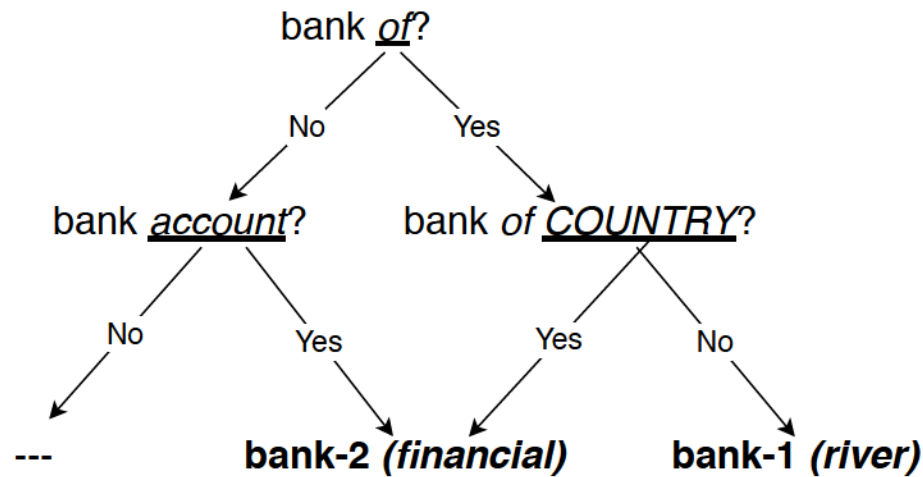 bank of?
No Yes
bank account? bank of COUNTRY?
No Yes Yes No
--- bank-2 (financial) bank-1 (river)